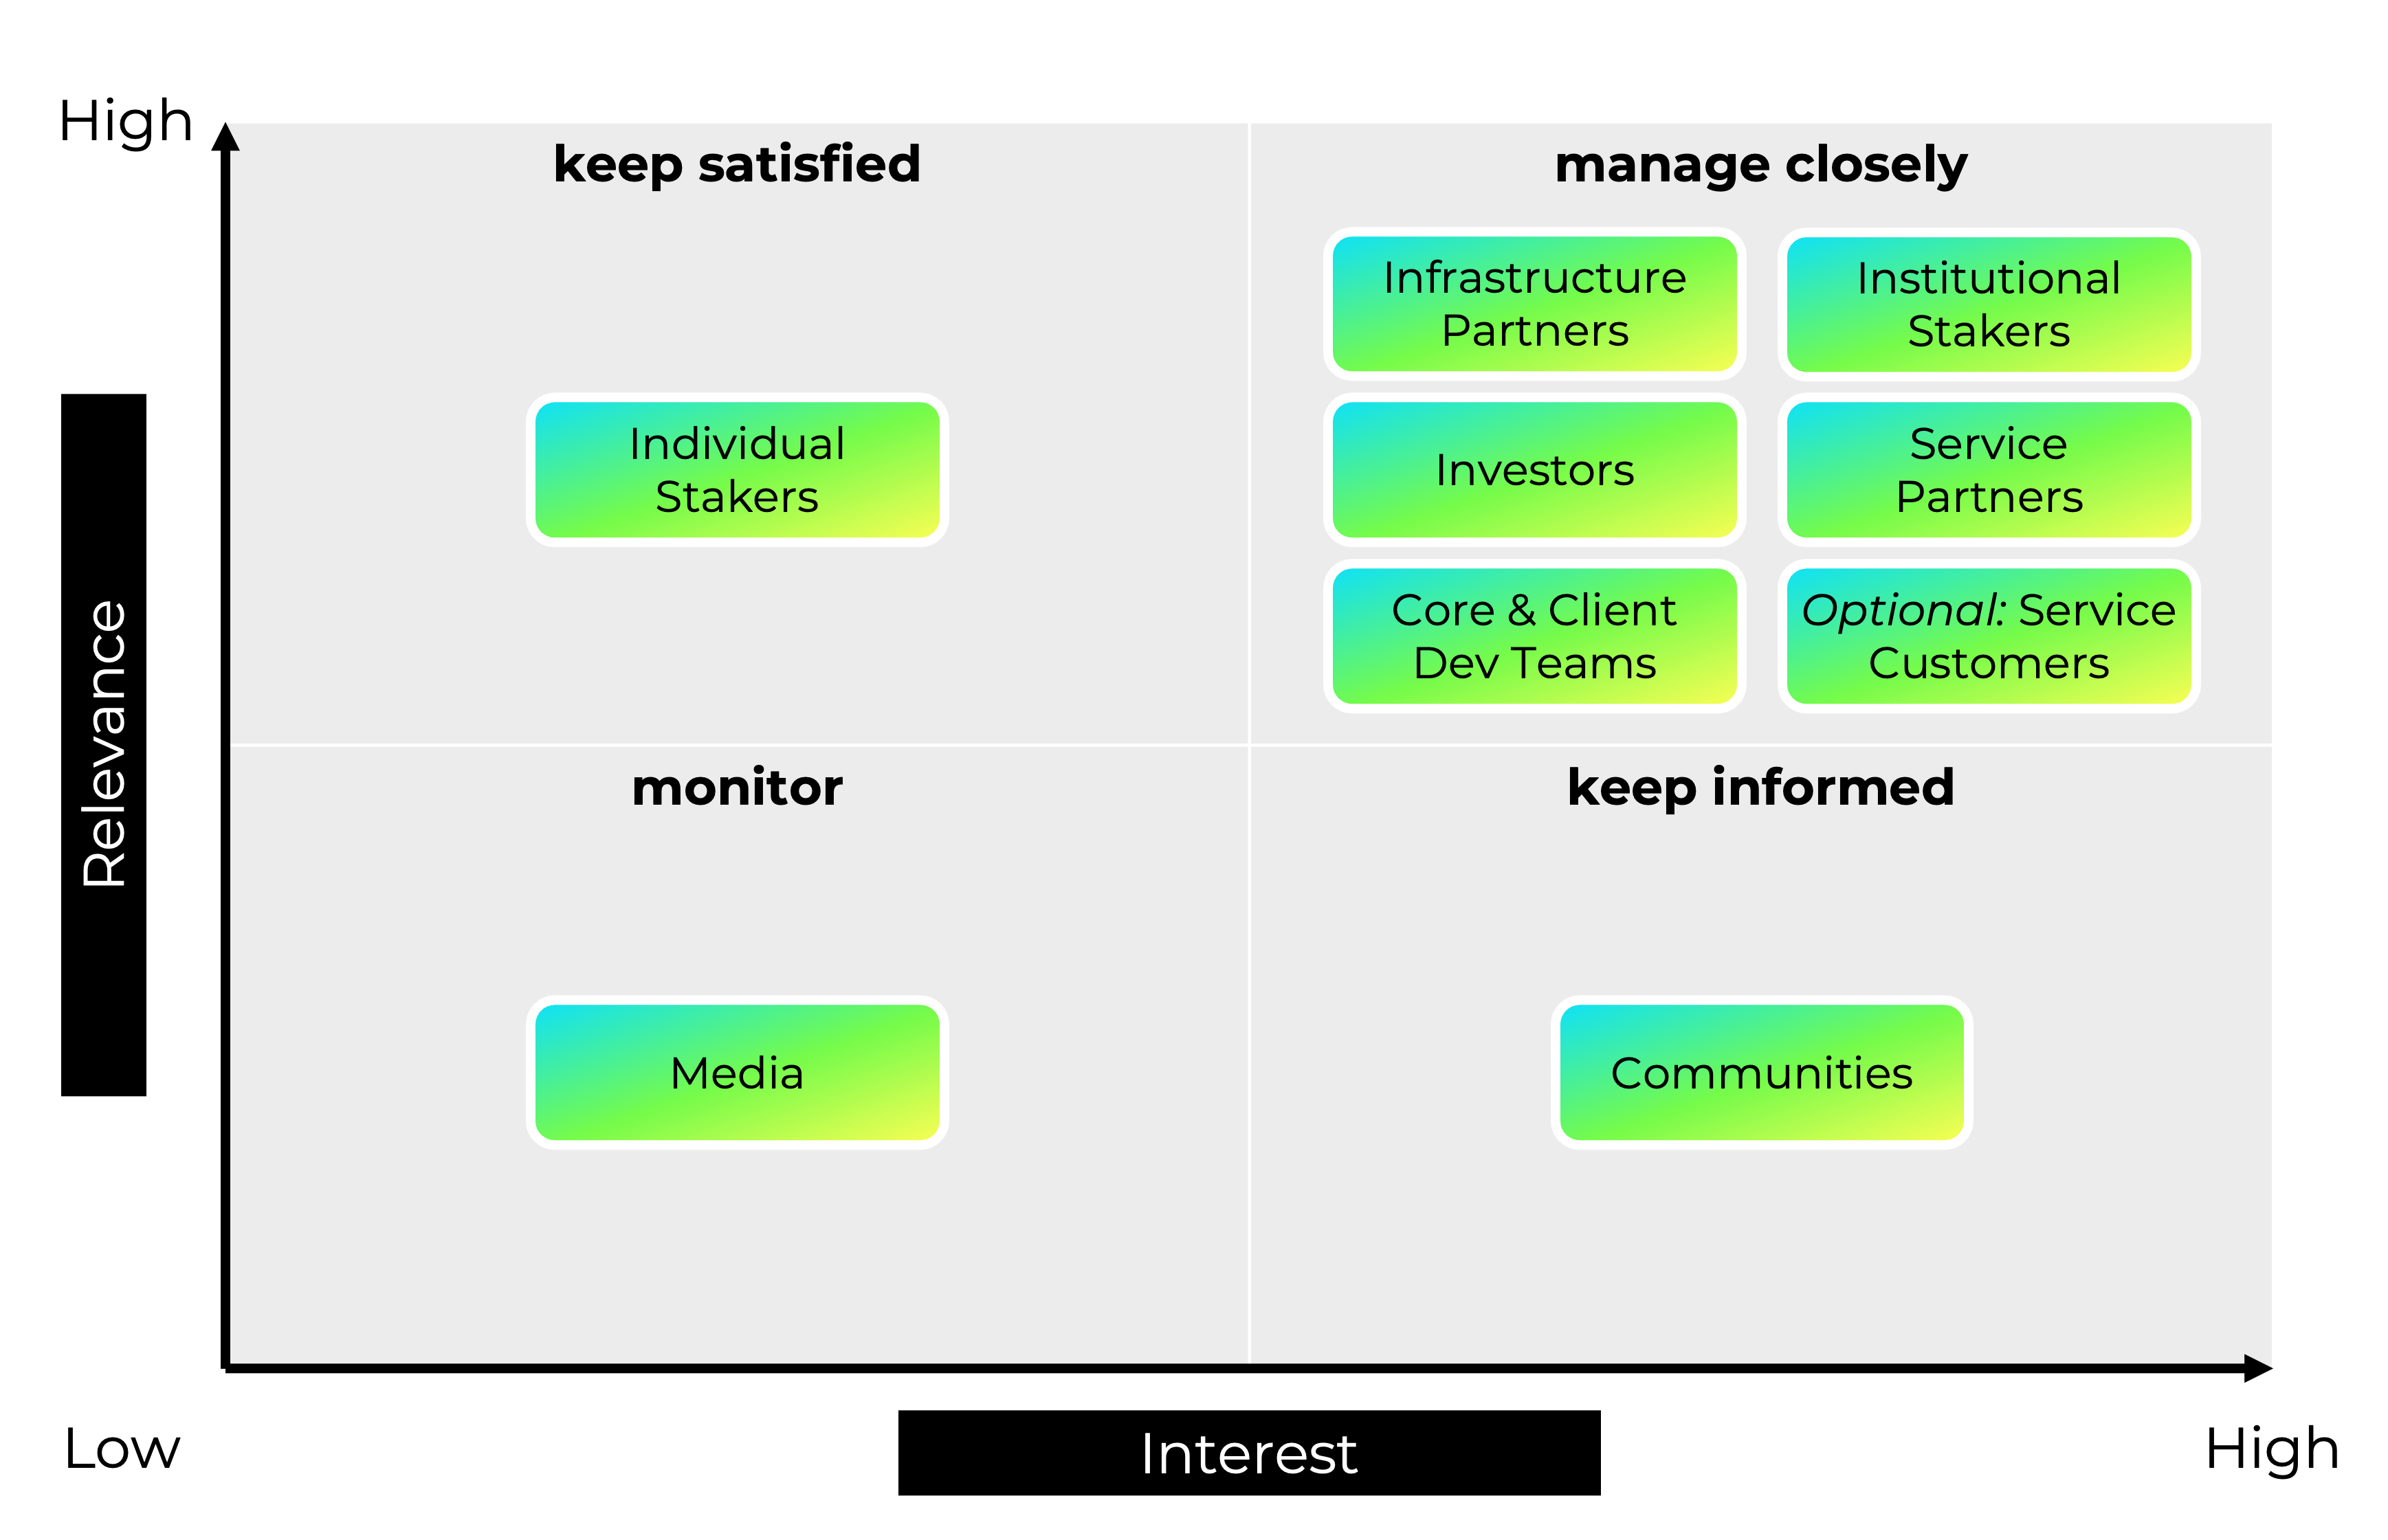 High
keep satisfied
manage closely
Infrastructure
Partners
Institutional
Stakers
Individual
Stakers
Investors
Service
Partners
Core & Client
Dev Teams
Optional: Service
Customers
Relevance
monitor
keep informed
Media
Communities
Low
Interest
High